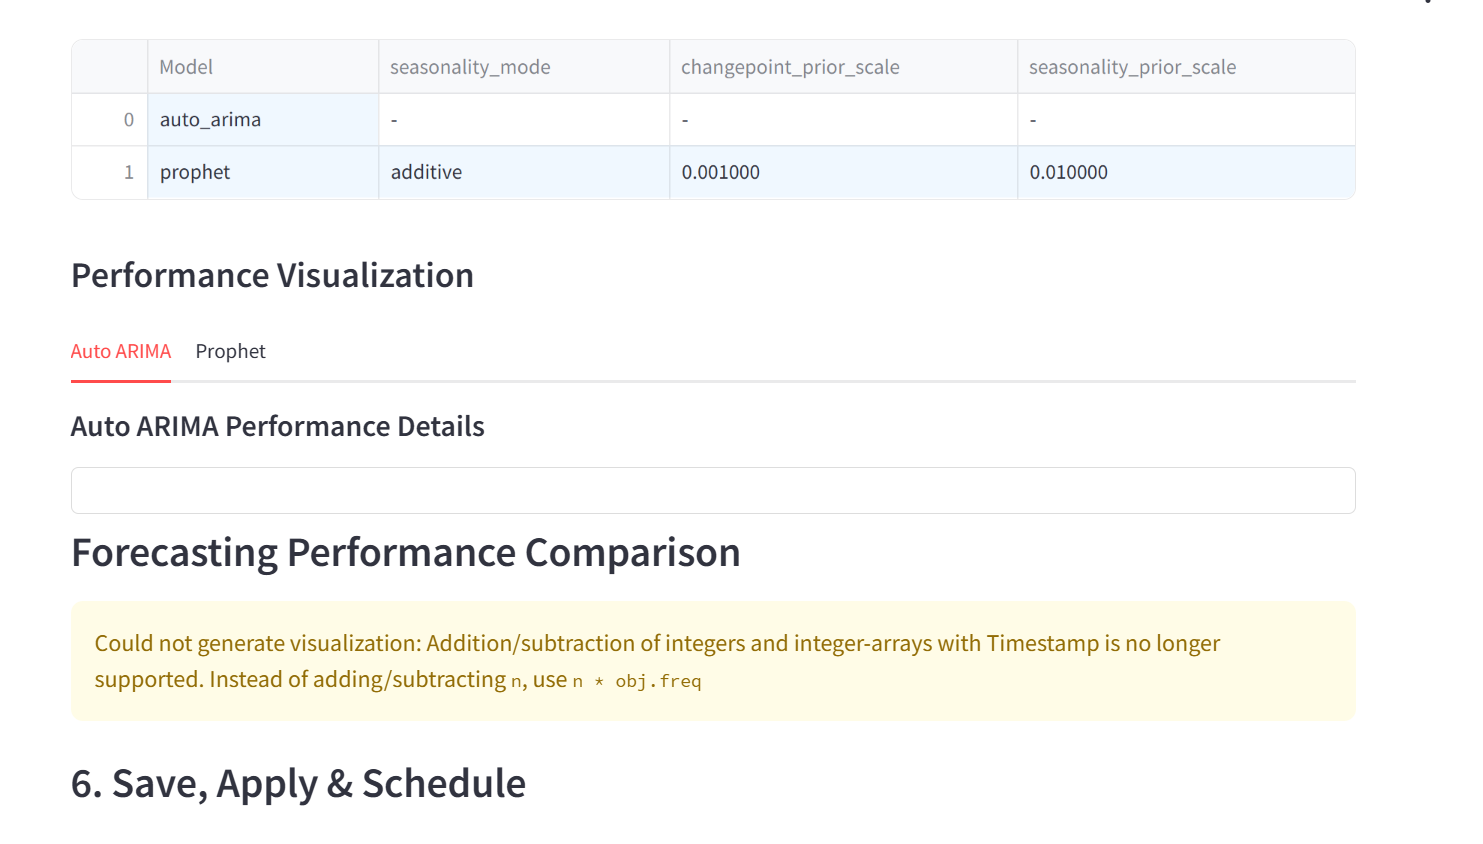 Model seasonality_mode changepoint_prior_scale seasonality_prior_scale
0 auto_arima - - -
1 prophet additive 0.001000 0.010000
Performance Visualization
Auto ARIMA Prophet
Auto ARIMA Performance Details
Forecasting Performance Comparison
Could not generate visualization: Addition/subtraction of integers and integer-arrays with Timestamp is no longer
supported. Instead of adding/subtracting n, use n * obj.freq
6. Save, Apply & Schedule